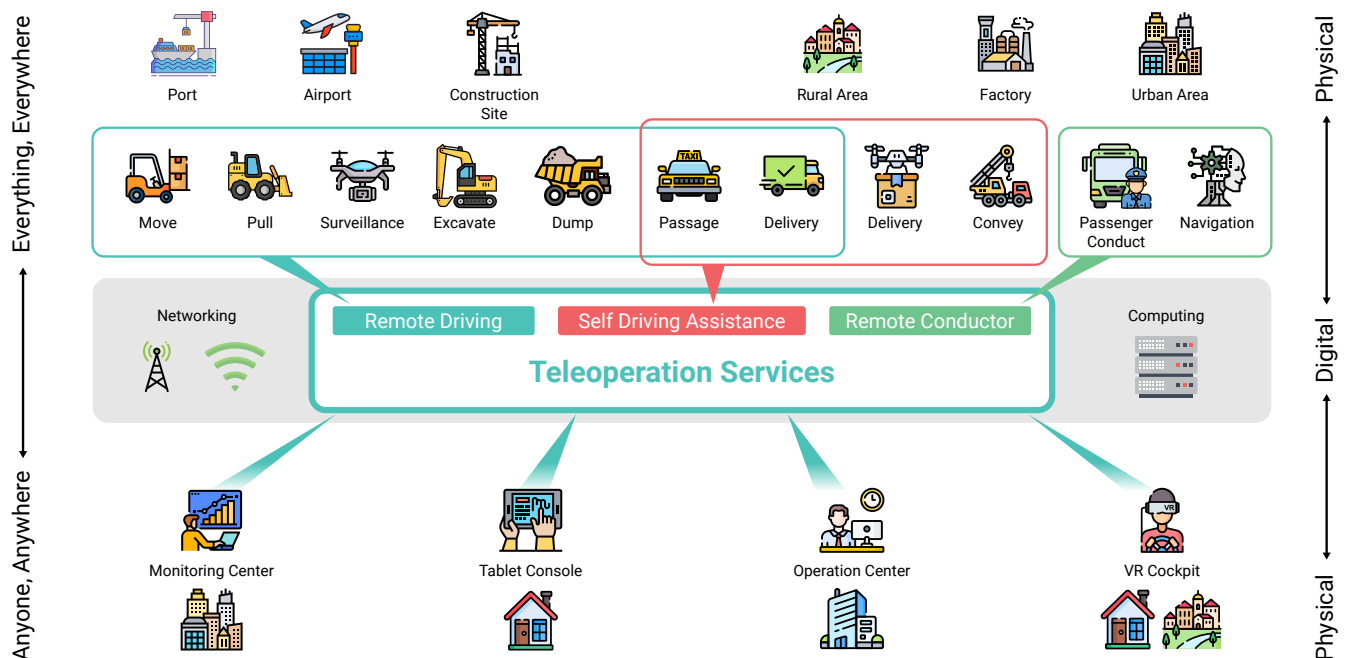 Everything, Everywhere
Anyone, Anywhere
Port
Airport
Construction
Site
Rural Area
Factory
Urban Area
Physical
TAXI
Move
Pull
Surveillance
Excavate
Dump
Passage
Delivery
Delivery
Convey
Passenger
Conduct
Navigation
Networking
Remote Driving
Self Driving Assistance
Remote Conductor
Computing
Teleoperation Services
Digital
VR
Monitoring Center
Tablet Console
Operation Center
VR Cockpit
Physical